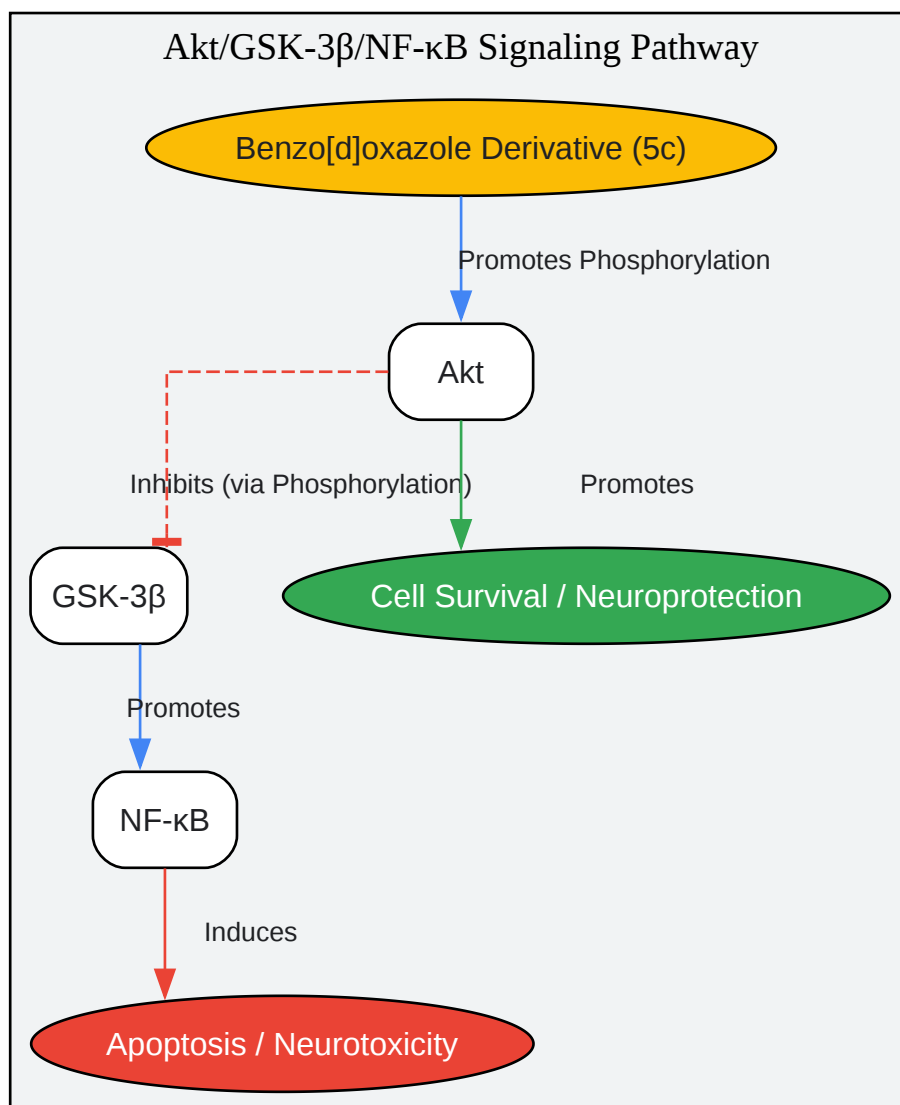 Akt/GSK-3β/NF-κB Signaling Pathway
Benzo[d]oxazole Derivative (5c)
Promotes Phosphorylation
Akt
Inhibits (via Phosphorylation)
Promotes
GSK-3β
Cell Survival / Neuroprotection
Promotes
NF-κB
Induces
Apoptosis / Neurotoxicity